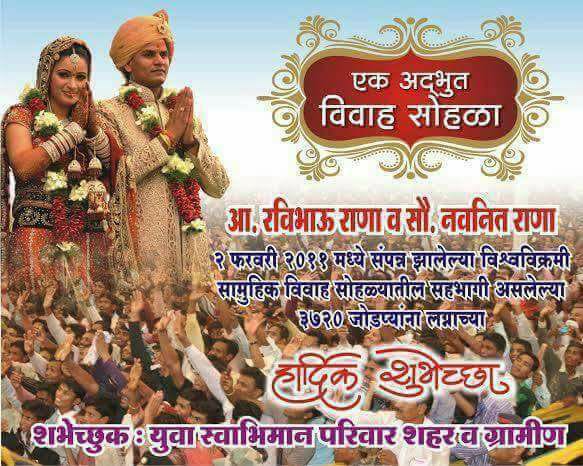 एक अद्भुत
विवाह सोहळा
आ. रविभाऊ राणा व सौ. नवनित राणा
२ फरवरी २०११ मध्ये संपन्न झालेल्या विश्वविक्रमी
सामुहिक विवाह सोहळ्यातील सहभागी असलेल्या
३७२० जोडप्यांना लग्नाच्या
हार्दिक शुभेच्छा.
शभेच्छुक : युवा स्वाभिमान परिवार शहर व ग्रामीण